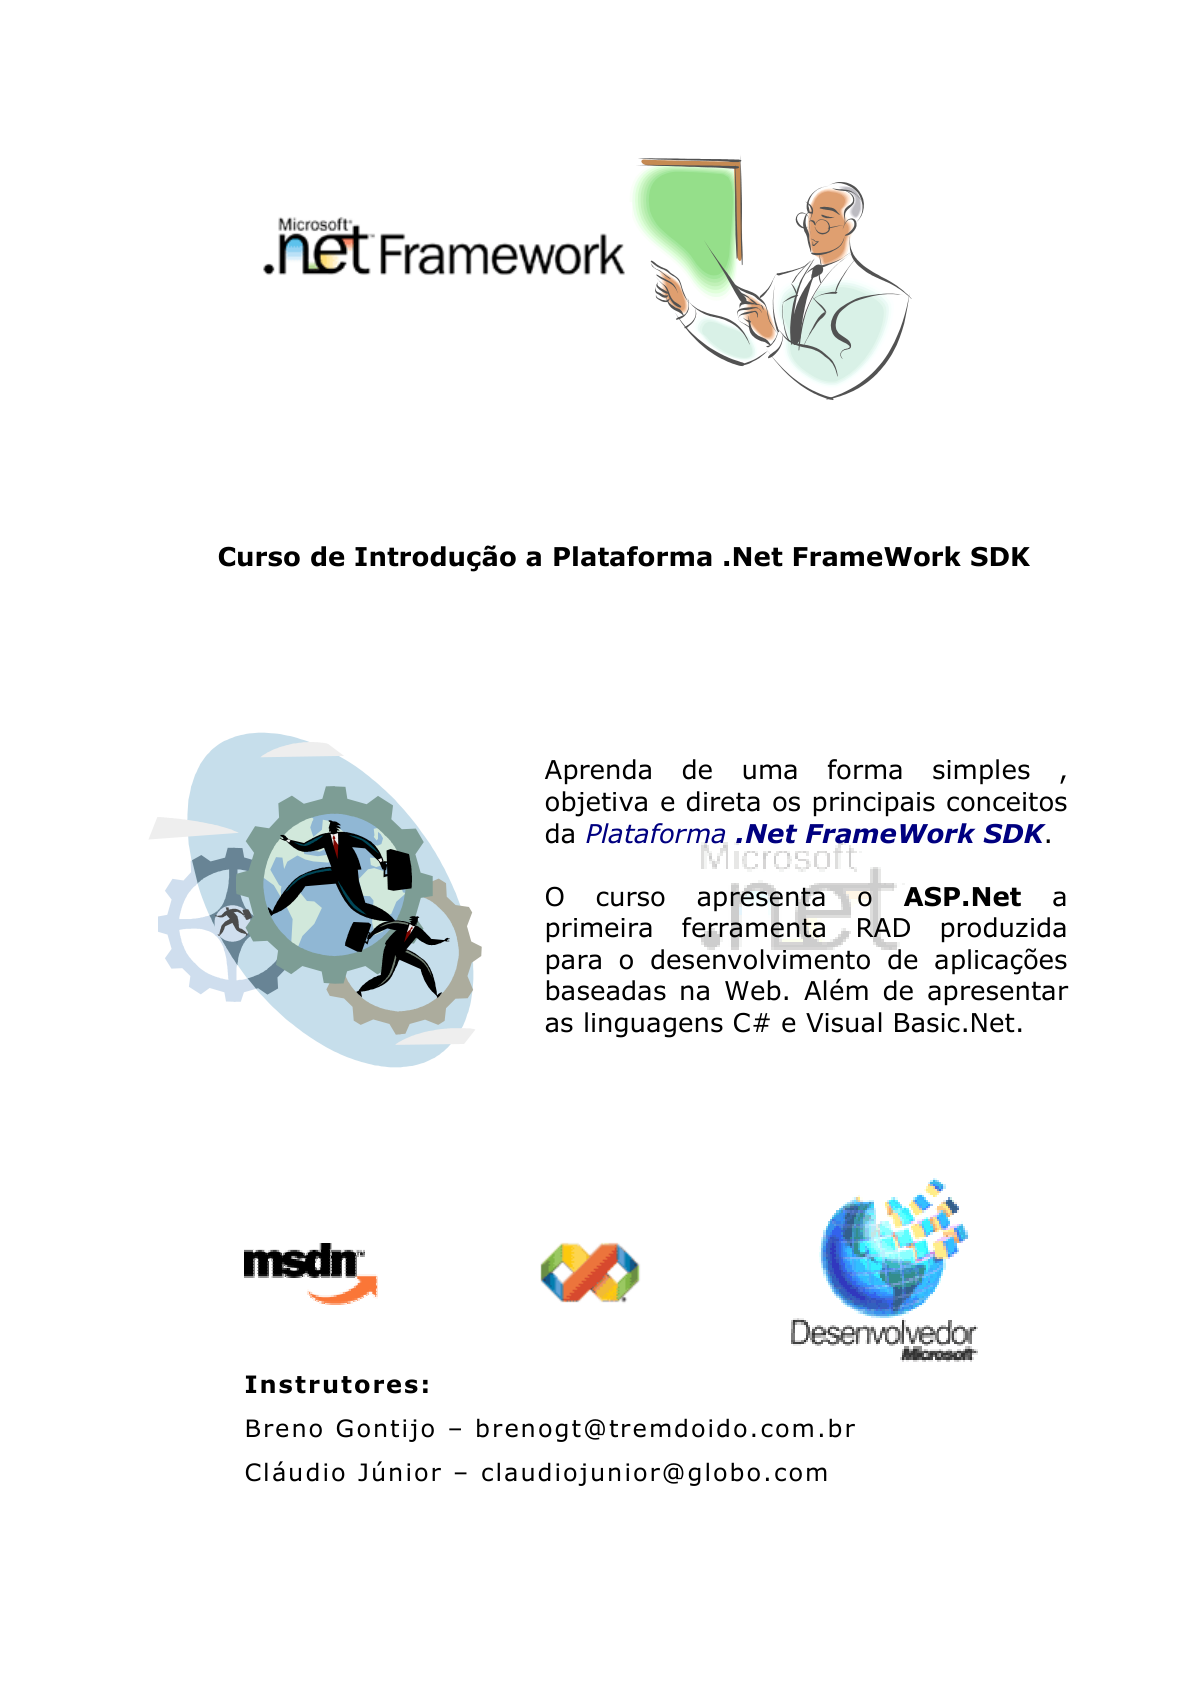 Microsoft
.net Framework
Curso de Introdução a Plataforma .Net FrameWork SDK
Aprenda de uma forma simples ,
objetiva e direta os principais conceitos
da Plataforma .Net FrameWork SDK.
Microsoft
.net
O curso apresenta o ASP.Net a
primeira ferramenta RAD produzida
para o desenvolvimento de aplicações
baseadas na Web. Além de apresentar
as linguagens C# e Visual Basic.Net.
msdn™
Desenvolvedor
Microsoft
Instrutores:
Breno Gontijo – brenogt@tremdoido.com.br
Cláudio Júnior – claudiojunior@globo.com